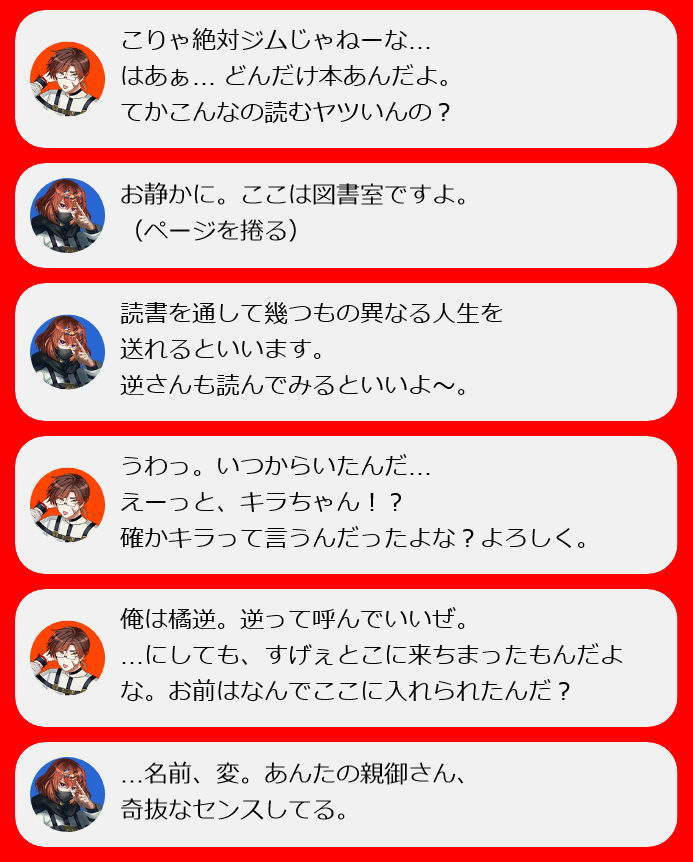 こりゃ絶対ジムじゃねーな…
はあぁ… どんだけ本あんだよ。
てかこんなの読むヤツいんの？
お静かに。ここは図書室ですよ。
（ページを捲る）
読書を通して幾つもの異なる人生を
送れるといいます。
逆さんも読んでみるといいよ〜。
うわっ。いつからいたんだ…
えーっと、キラちゃん！？
確かキラって言うんだったよな？よろしく。
俺は橘逆。逆って呼んでいいぜ。
…にしても、すげぇとこに来ちまったもんだよ
な。お前はなんでここに入れられたんだ？
…名前、変。あんたの親御さん、
奇抜なセンスしてる。